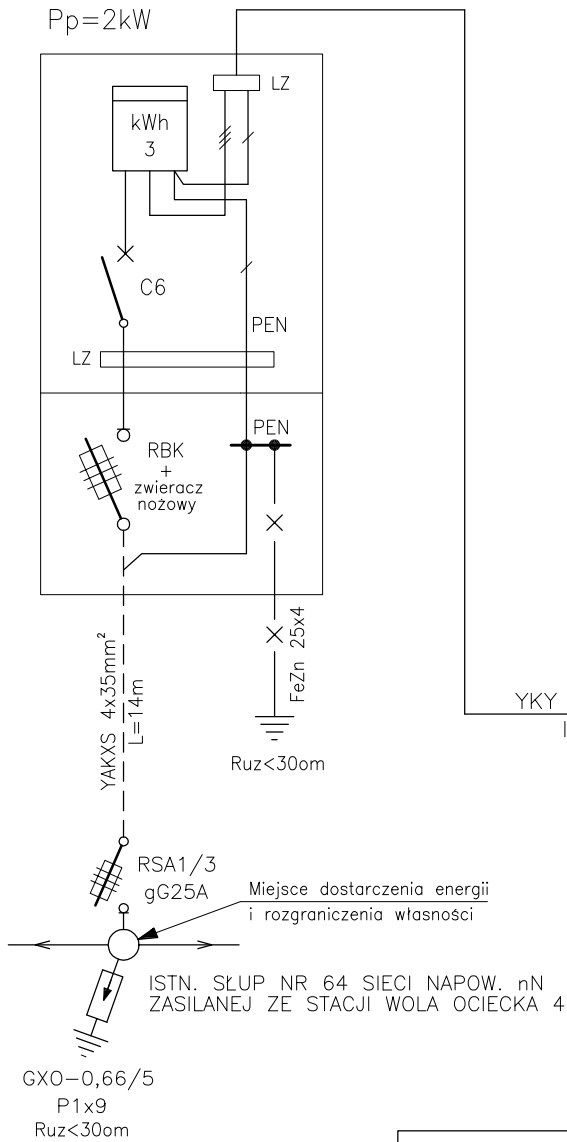 Pp=2kW
LZ
kWh
3
C6
PEN
LZ
PEN
RBK
+
zwieracz
nożowy
YAKXS 4x35mm²
L=14m
FeZn 25x4
Ruz<30om
YKY
RSA1/3
gG25A
Miejsce dostarczenia energii
i rozgraniczenia własności
ISTN. SŁUP NR 64 SIECI NAPOW. nN
ZASILANEJ ZE STACJI WOLA OCIECKA 4
GXO-0,66/5
P1x9
Ruz<30om